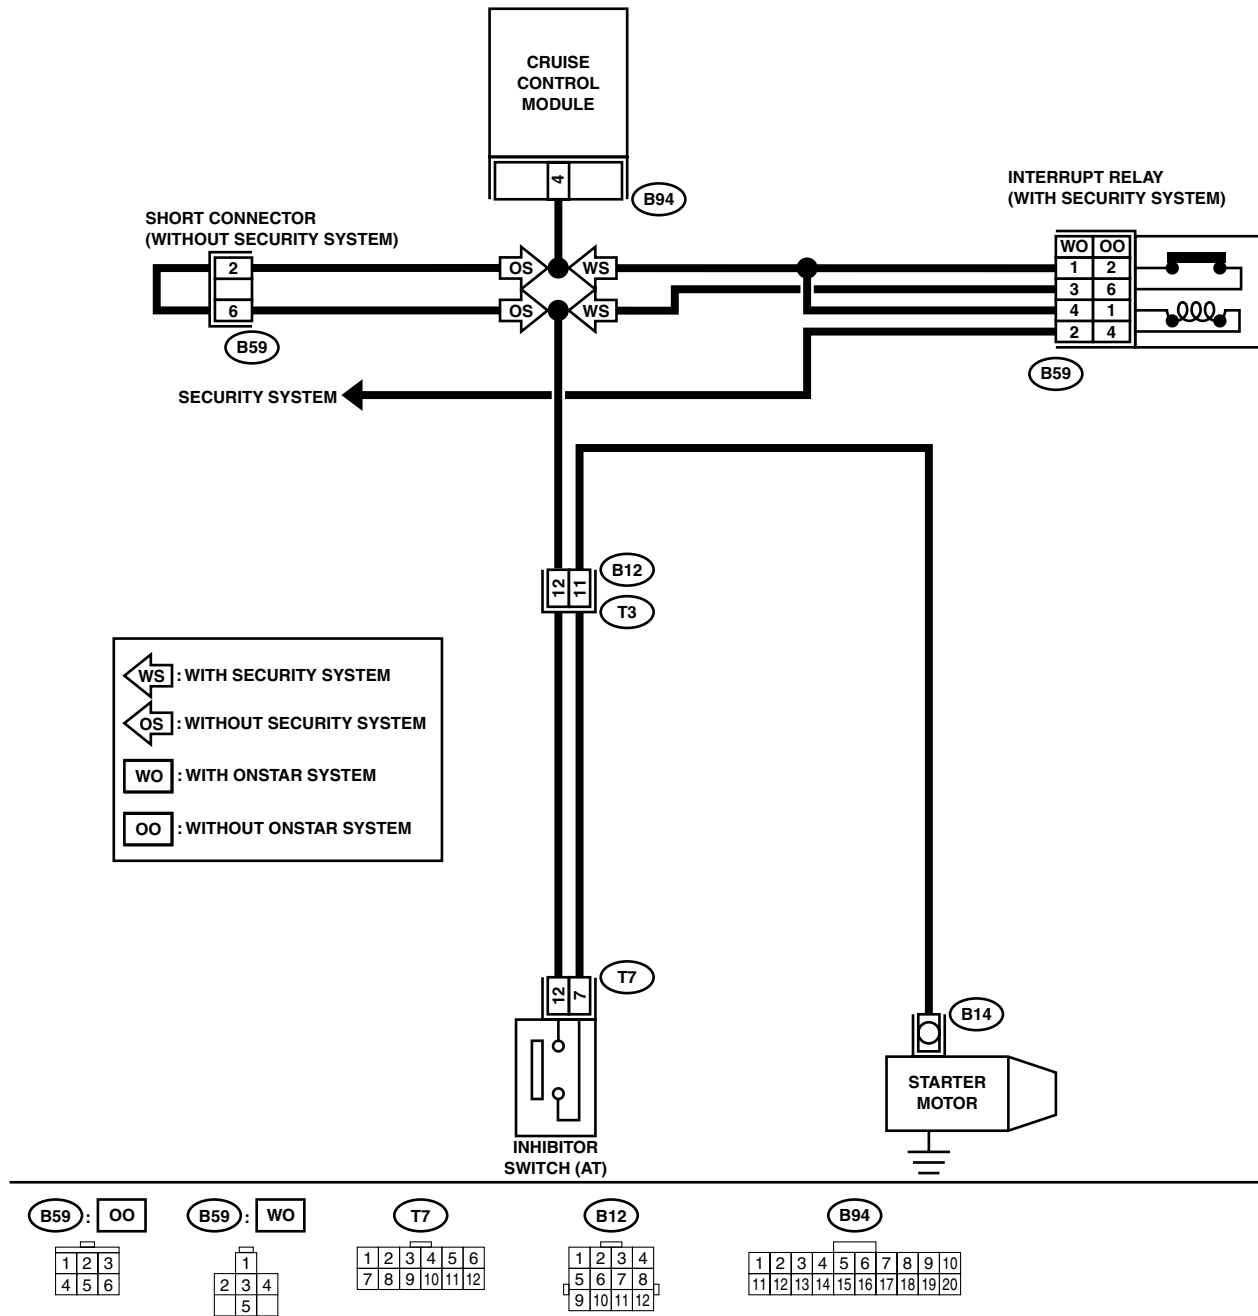 CRUISE
CONTROL
MODULE
4
B94
INTERRUPT RELAY
(WITH SECURITY SYSTEM)
SHORT CONNECTOR
(WITHOUT SECURITY SYSTEM)
WO OO
2
OS WS
1 2
3 6
6
OS WS
4 1
2 4
B59
B59
SECURITY SYSTEM
12 11
B12
T3
WS : WITH SECURITY SYSTEM
OS : WITHOUT SECURITY SYSTEM
WO : WITH ONSTAR SYSTEM
OO : WITHOUT ONSTAR SYSTEM
12 7
T7
B14
STARTER
MOTOR
INHIBITOR
SWITCH (AT)
B59 : OO
1 2 3
4 5 6
B59 : WO
1
2 3 4
5
T7
1 2 3 4 5 6
7 8 9 10 11 12
B12
1 2 3 4
5 6 7 8
9 10 11 12
B94
1 2 3 4 5 6 7 8 9 10
11 12 13 14 15 16 17 18 19 20